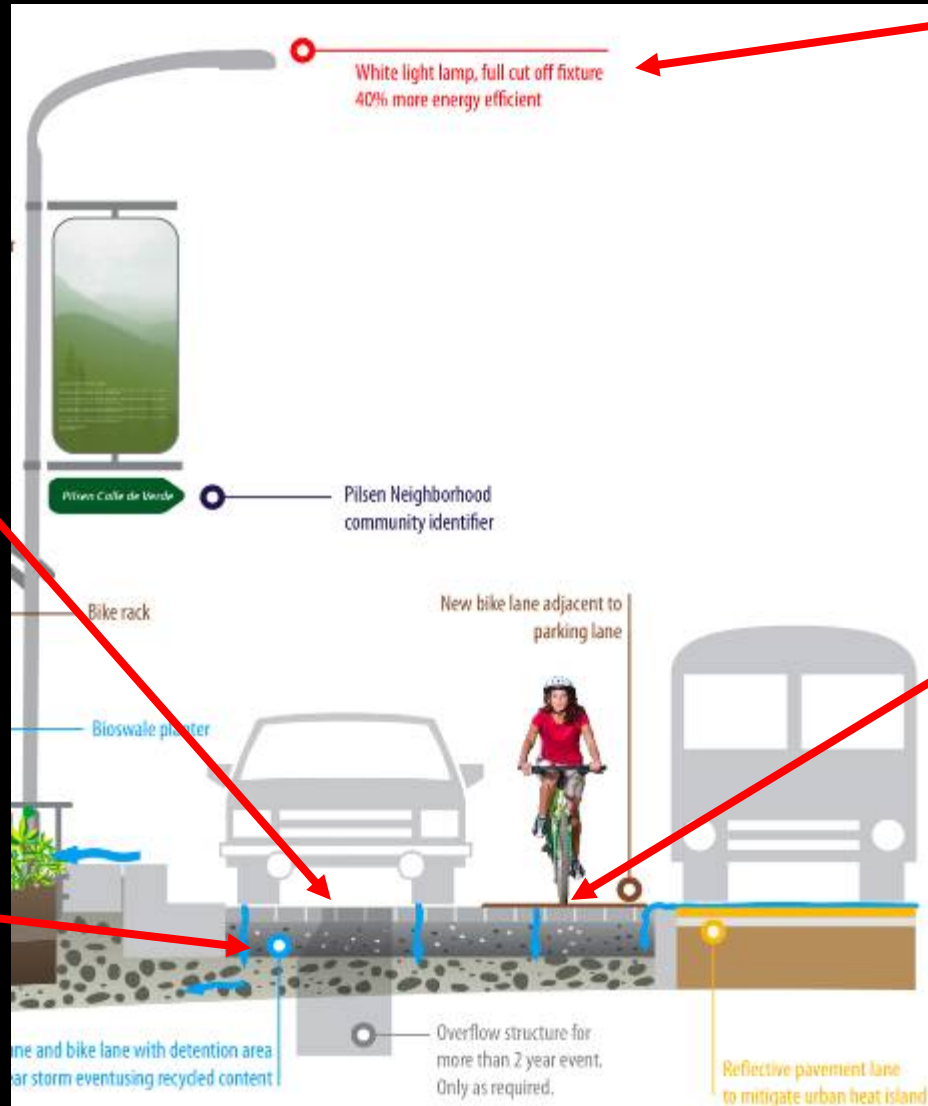 White light lamp, full cut off fixture
40% more energy efficient
Pilsen Calle de Verde
Pilsen Neighborhood
community identifier
Bike rack
New bike lane adjacent to
parking lane
Bioswale planter
and bike lane with detention area
storm eventusing recycled content
Overflow structure for
more than 2 year event.
Only as required.
Reflective pavement lane
to mitigate urban heat island